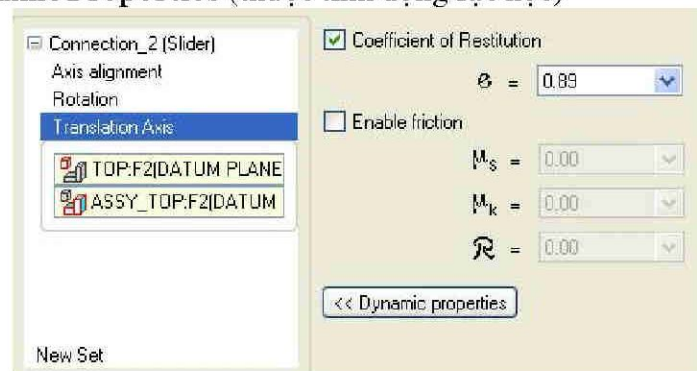 Connection_2 (Slider)
Axis alignment
Rotation
Translation Axis
TOP:F2(DATUM PLANE
ASSY_TOP:F2(DATUM
New Set
Coefficient of Restitution
e = 0.89
Enable friction
μs = 0.00
μk = 0.00
R = 0.00
<< Dynamic properties